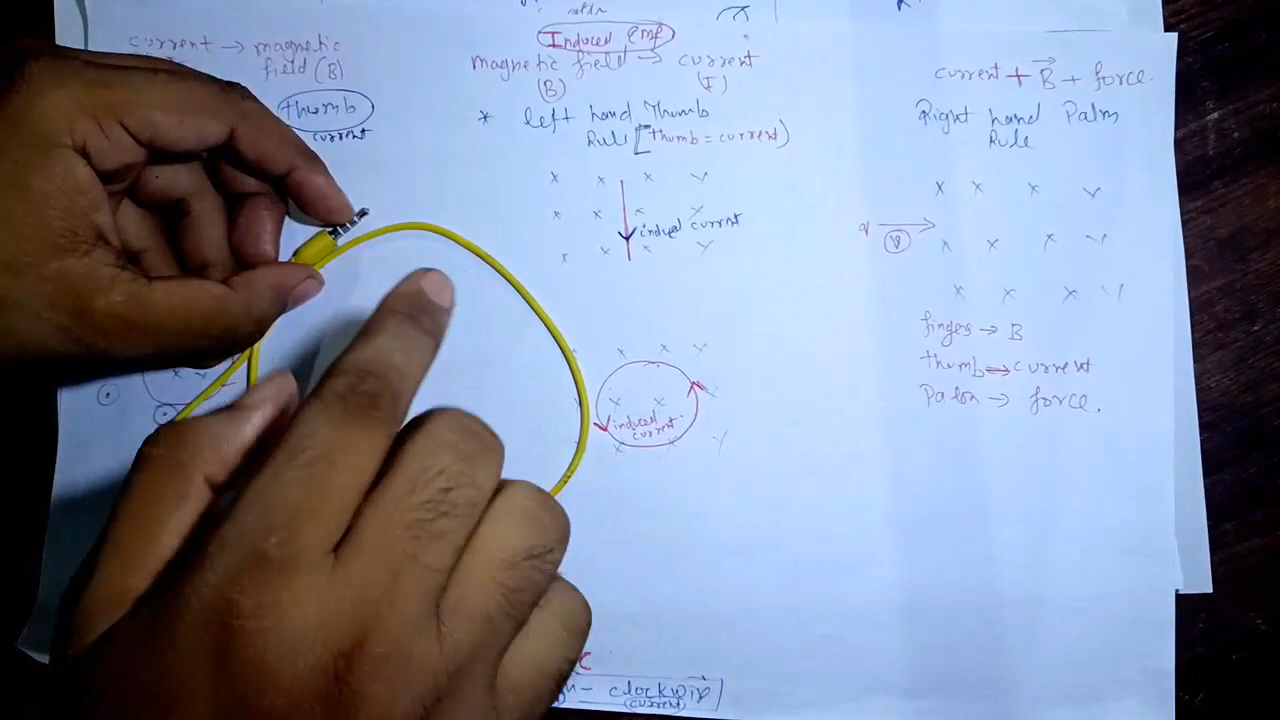 current → magnetic
field (B)
thumb
current
Induced emf
magnetic field → current
(B) (I)
* left hand Thumb
Rule [thumb = current)
x x x x
x x x x
induced current
x x x x
x x x
x x x
induced
current
x x x
current + B + force.
Right hand Palm
Rule
x x x x
q → v
x x x x
x x x x
fingers → B
thumb → current
Palm → force.
C
clockwise
(current)